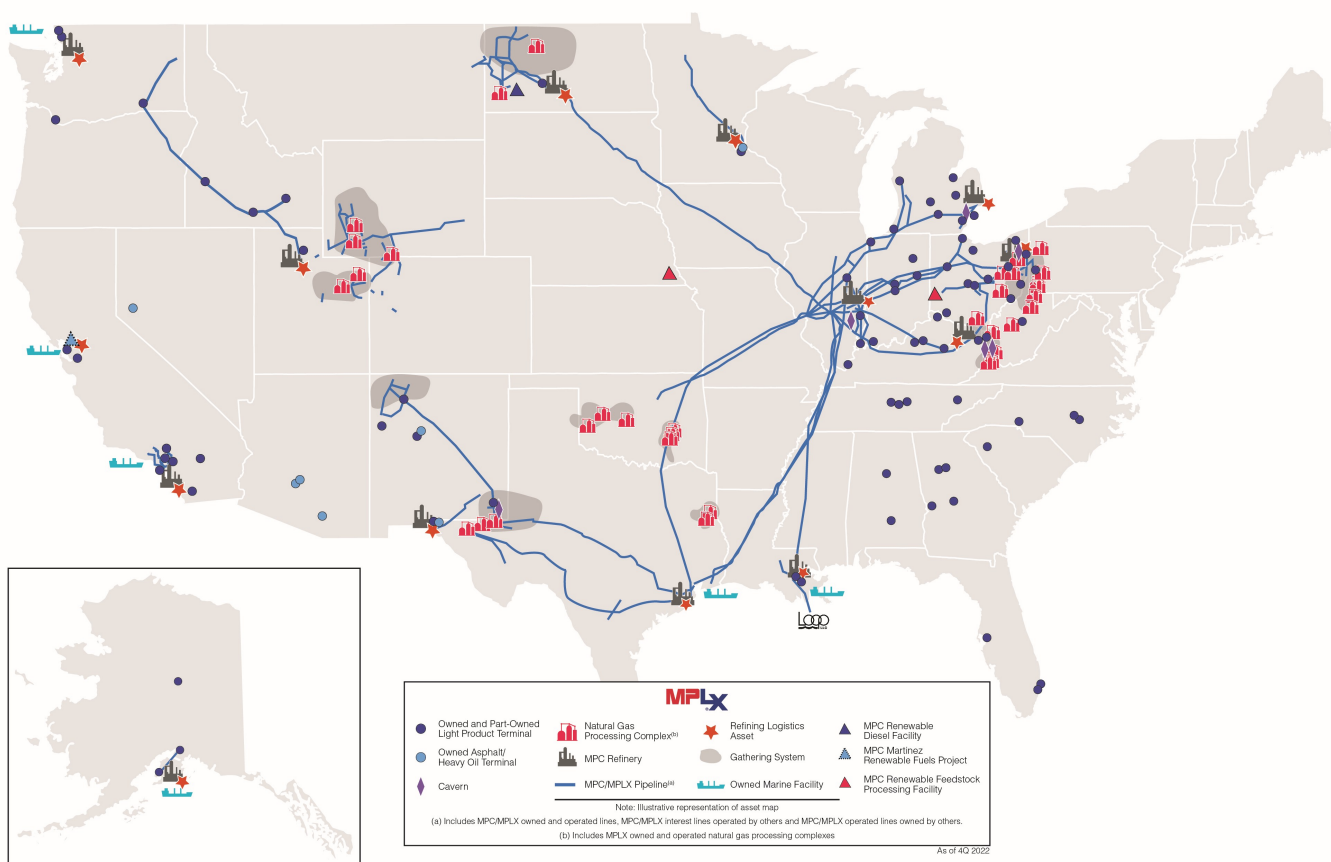 LOOP
MPLX
Owned and Part-Owned
Light Product Terminal
Owned Asphalt/
Heavy Oil Terminal
Cavern
Natural Gas
Processing Complex(b)
MPC Refinery
MPC/MPLX Pipeline(a)
Refining Logistics
Asset
Gathering System
Owned Marine Facility
MPC Renewable
Diesel Facility
MPC Martinez
Renewable Fuels Project
MPC Renewable Feedstock
Processing Facility
Note: Illustrative representation of asset map
(a) Includes MPC/MPLX owned and operated lines, MPC/MPLX interest lines operated by others and MPC/MPLX operated lines owned by others.
(b) Includes MPLX owned and operated natural gas processing complexes
As of 4Q 2022